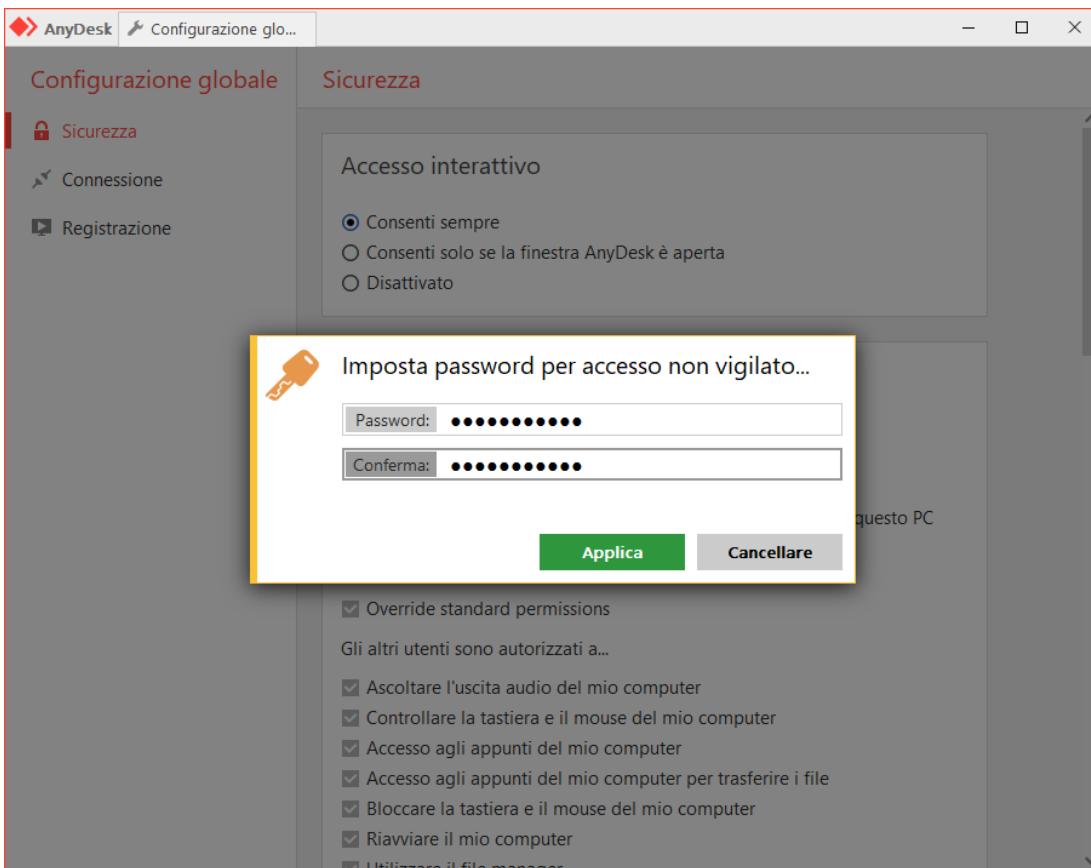 AnyDesk
Configurazione glo...
Configurazione globale
Sicurezza
Connessione
Registrazione
Sicurezza
Accesso interattivo
Consenti sempre
Consenti solo se la finestra AnyDesk è aperta
Disattivato
Imposta password per accesso non vigilato...
Password: ●●●●●●●●●●●
Conferma: ●●●●●●●●●●●
questo PC
Applica
Cancellare
Override standard permissions
Gli altri utenti sono autorizzati a...
Ascoltare l'uscita audio del mio computer
Controllare la tastiera e il mouse del mio computer
Accesso agli appunti del mio computer
Accesso agli appunti del mio computer per trasferire i file
Bloccare la tastiera e il mouse del mio computer
Riavviare il mio computer
Utilizzare il file manager